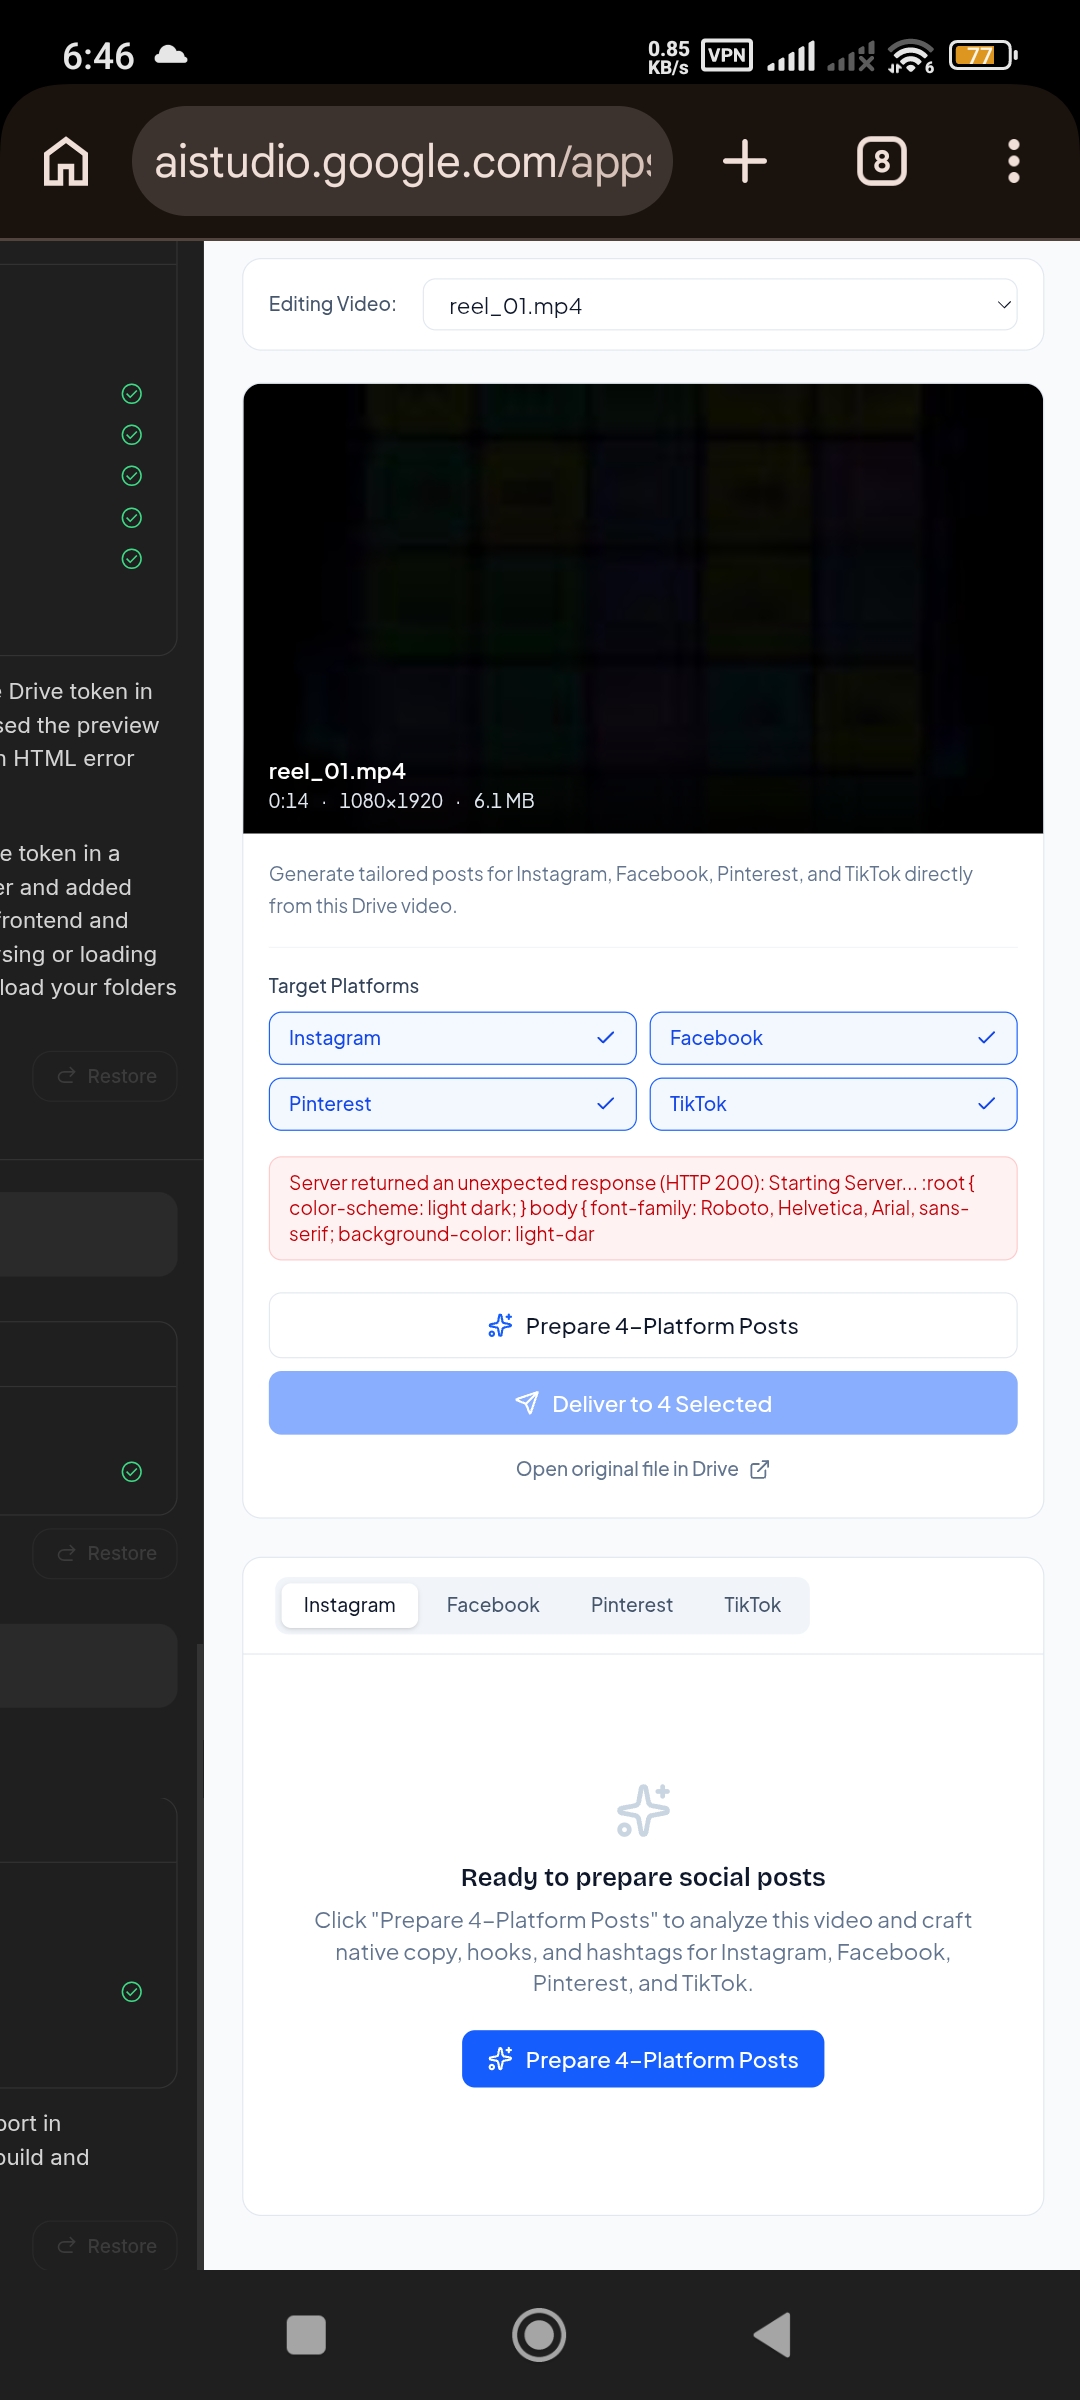 6:46
0.85
KB/s
VPN
6
77
aistudio.google.com/apps
8
Drive token in
sed the preview
HTML error
e token in a
er and added
frontend and
sing or loading
load your folders
Restore
Restore
port in
build and
Restore
Editing Video:
reel_01.mp4
reel_01.mp4
0:14 · 1080×1920 · 6.1 MB
Generate tailored posts for Instagram, Facebook, Pinterest, and TikTok directly
from this Drive video.
Target Platforms
Instagram
Facebook
Pinterest
TikTok
Server returned an unexpected response (HTTP 200): Starting Server... :root {
color-scheme: light dark; } body { font-family: Roboto, Helvetica, Arial, sans-
serif; background-color: light-dar
Prepare 4-Platform Posts
Deliver to 4 Selected
Open original file in Drive
Instagram
Facebook
Pinterest
TikTok
Ready to prepare social posts
Click "Prepare 4-Platform Posts" to analyze this video and craft
native copy, hooks, and hashtags for Instagram, Facebook,
Pinterest, and TikTok.
Prepare 4-Platform Posts